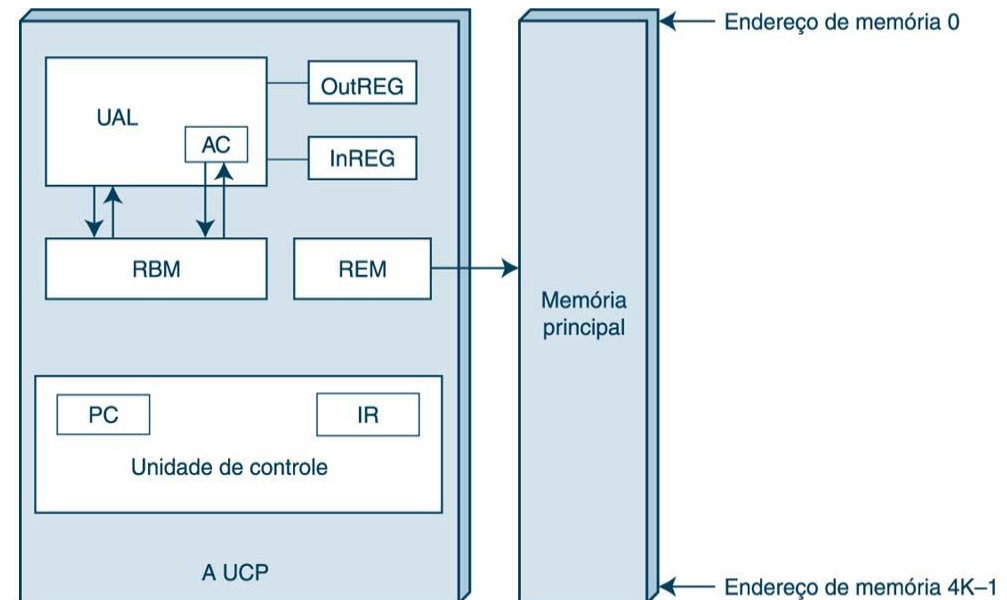 Endereço de memória 0
OutREG
UAL
AC
InREG
RBM
REM
Memória
principal
PC
IR
Unidade de controle
A UCP
Endereço de memória 4K–1